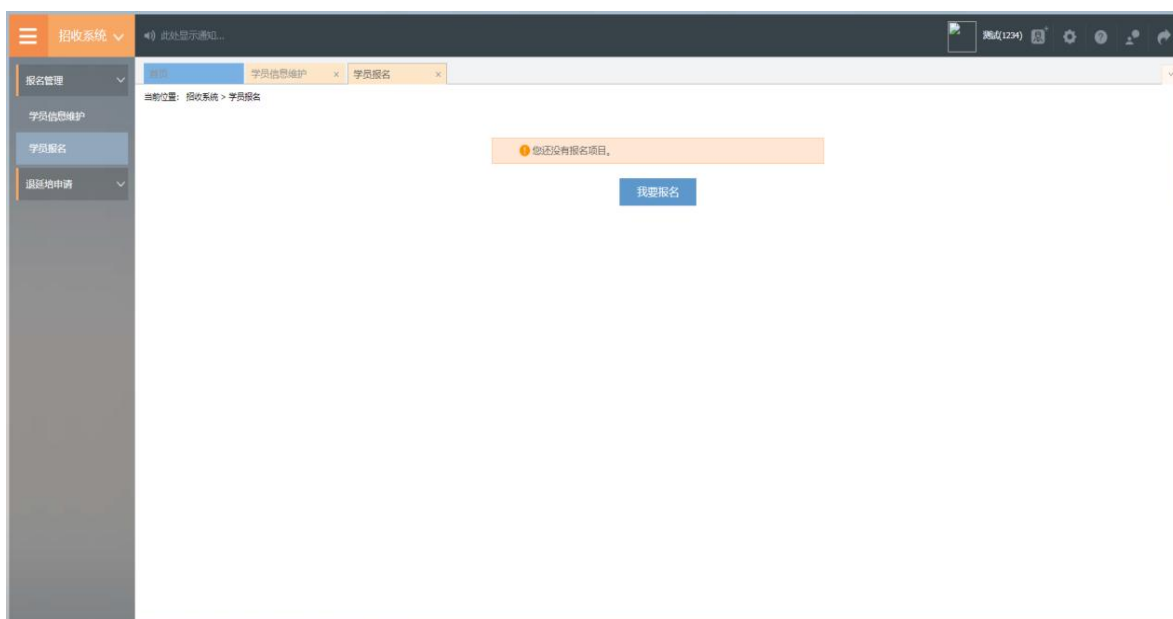 招收系统
此处显示通知...
测试(1234)
报名管理
首页
学员信息维护 ×
学员报名 ×
当前位置: 招收系统 > 学员报名
学员信息维护
学员报名
退延培申请
您还没有报名项目。
我要报名